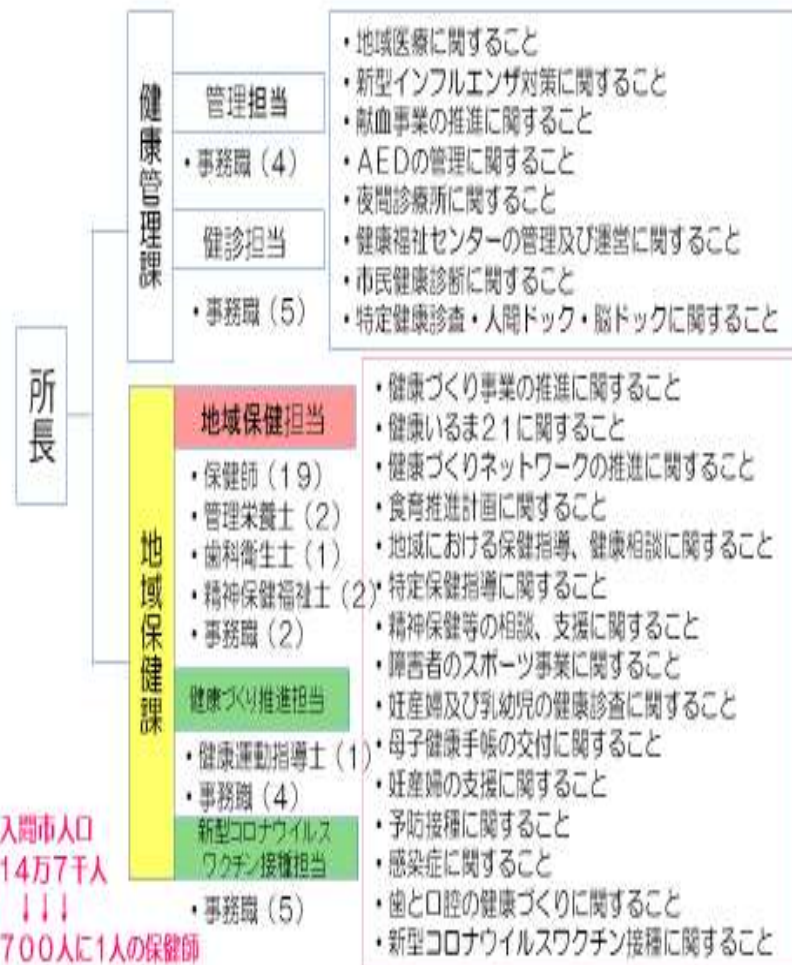 所長
健康管理課
管理担当
・事務職(4)
健診担当
・事務職(5)
・地域医療に関すること
・新型インフルエンザ対策に関すること
・献血事業の推進に関すること
・AEDの管理に関すること
・夜間診療所に関すること
・健康福祉センターの管理及び運営に関すること
・市民健康診断に関すること
・特定健康診査・人間ドック・脳ドックに関すること
地域保健課
地域保健担当
・保健師(19)
・管理栄養士(2)
・歯科衛生士(1)
・精神保健福祉士(2)
・事務職(2)
健康づくり推進担当
・健康運動指導士(1)
・事務職(4)
新型コロナウイルス
ワクチン接種担当
・事務職(5)
・健康づくり事業の推進に関すること
・健康いるま21に関すること
・健康づくりネットワークの推進に関すること
・食育推進計画に関すること
・地域における保健指導、健康相談に関すること
・特定保健指導に関すること
・精神保健等の相談、支援に関すること
・障害者のスポーツ事業に関すること
・妊産婦及び乳幼児の健康診査に関すること
・母子健康手帳の交付に関すること
・妊産婦の支援に関すること
・予防接種に関すること
・感染症に関すること
・歯と口腔の健康づくりに関すること
・新型コロナウイルスワクチン接種に関すること
入間市人口
14万7千人
↓↓↓
700人に1人の保健師